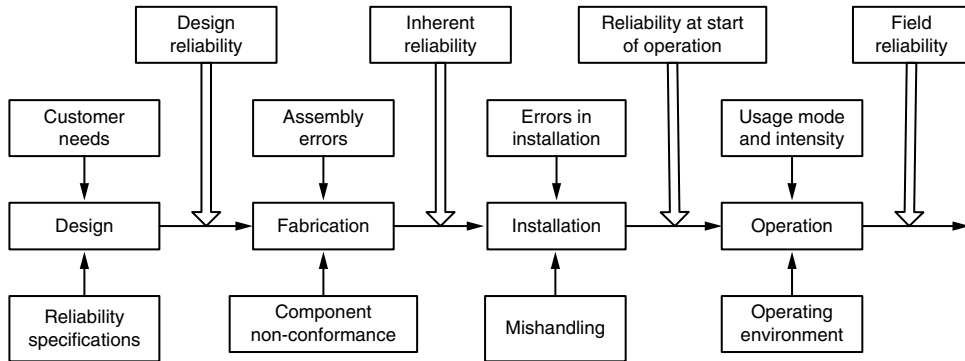 Design
reliability
Inherent
reliability
Reliability at start
of operation
Field
reliability
Customer
needs
Assembly
errors
Errors in
installation
Usage mode
and intensity
Design
Fabrication
Installation
Operation
Reliability
specifications
Component
non-conformance
Mishandling
Operating
environment